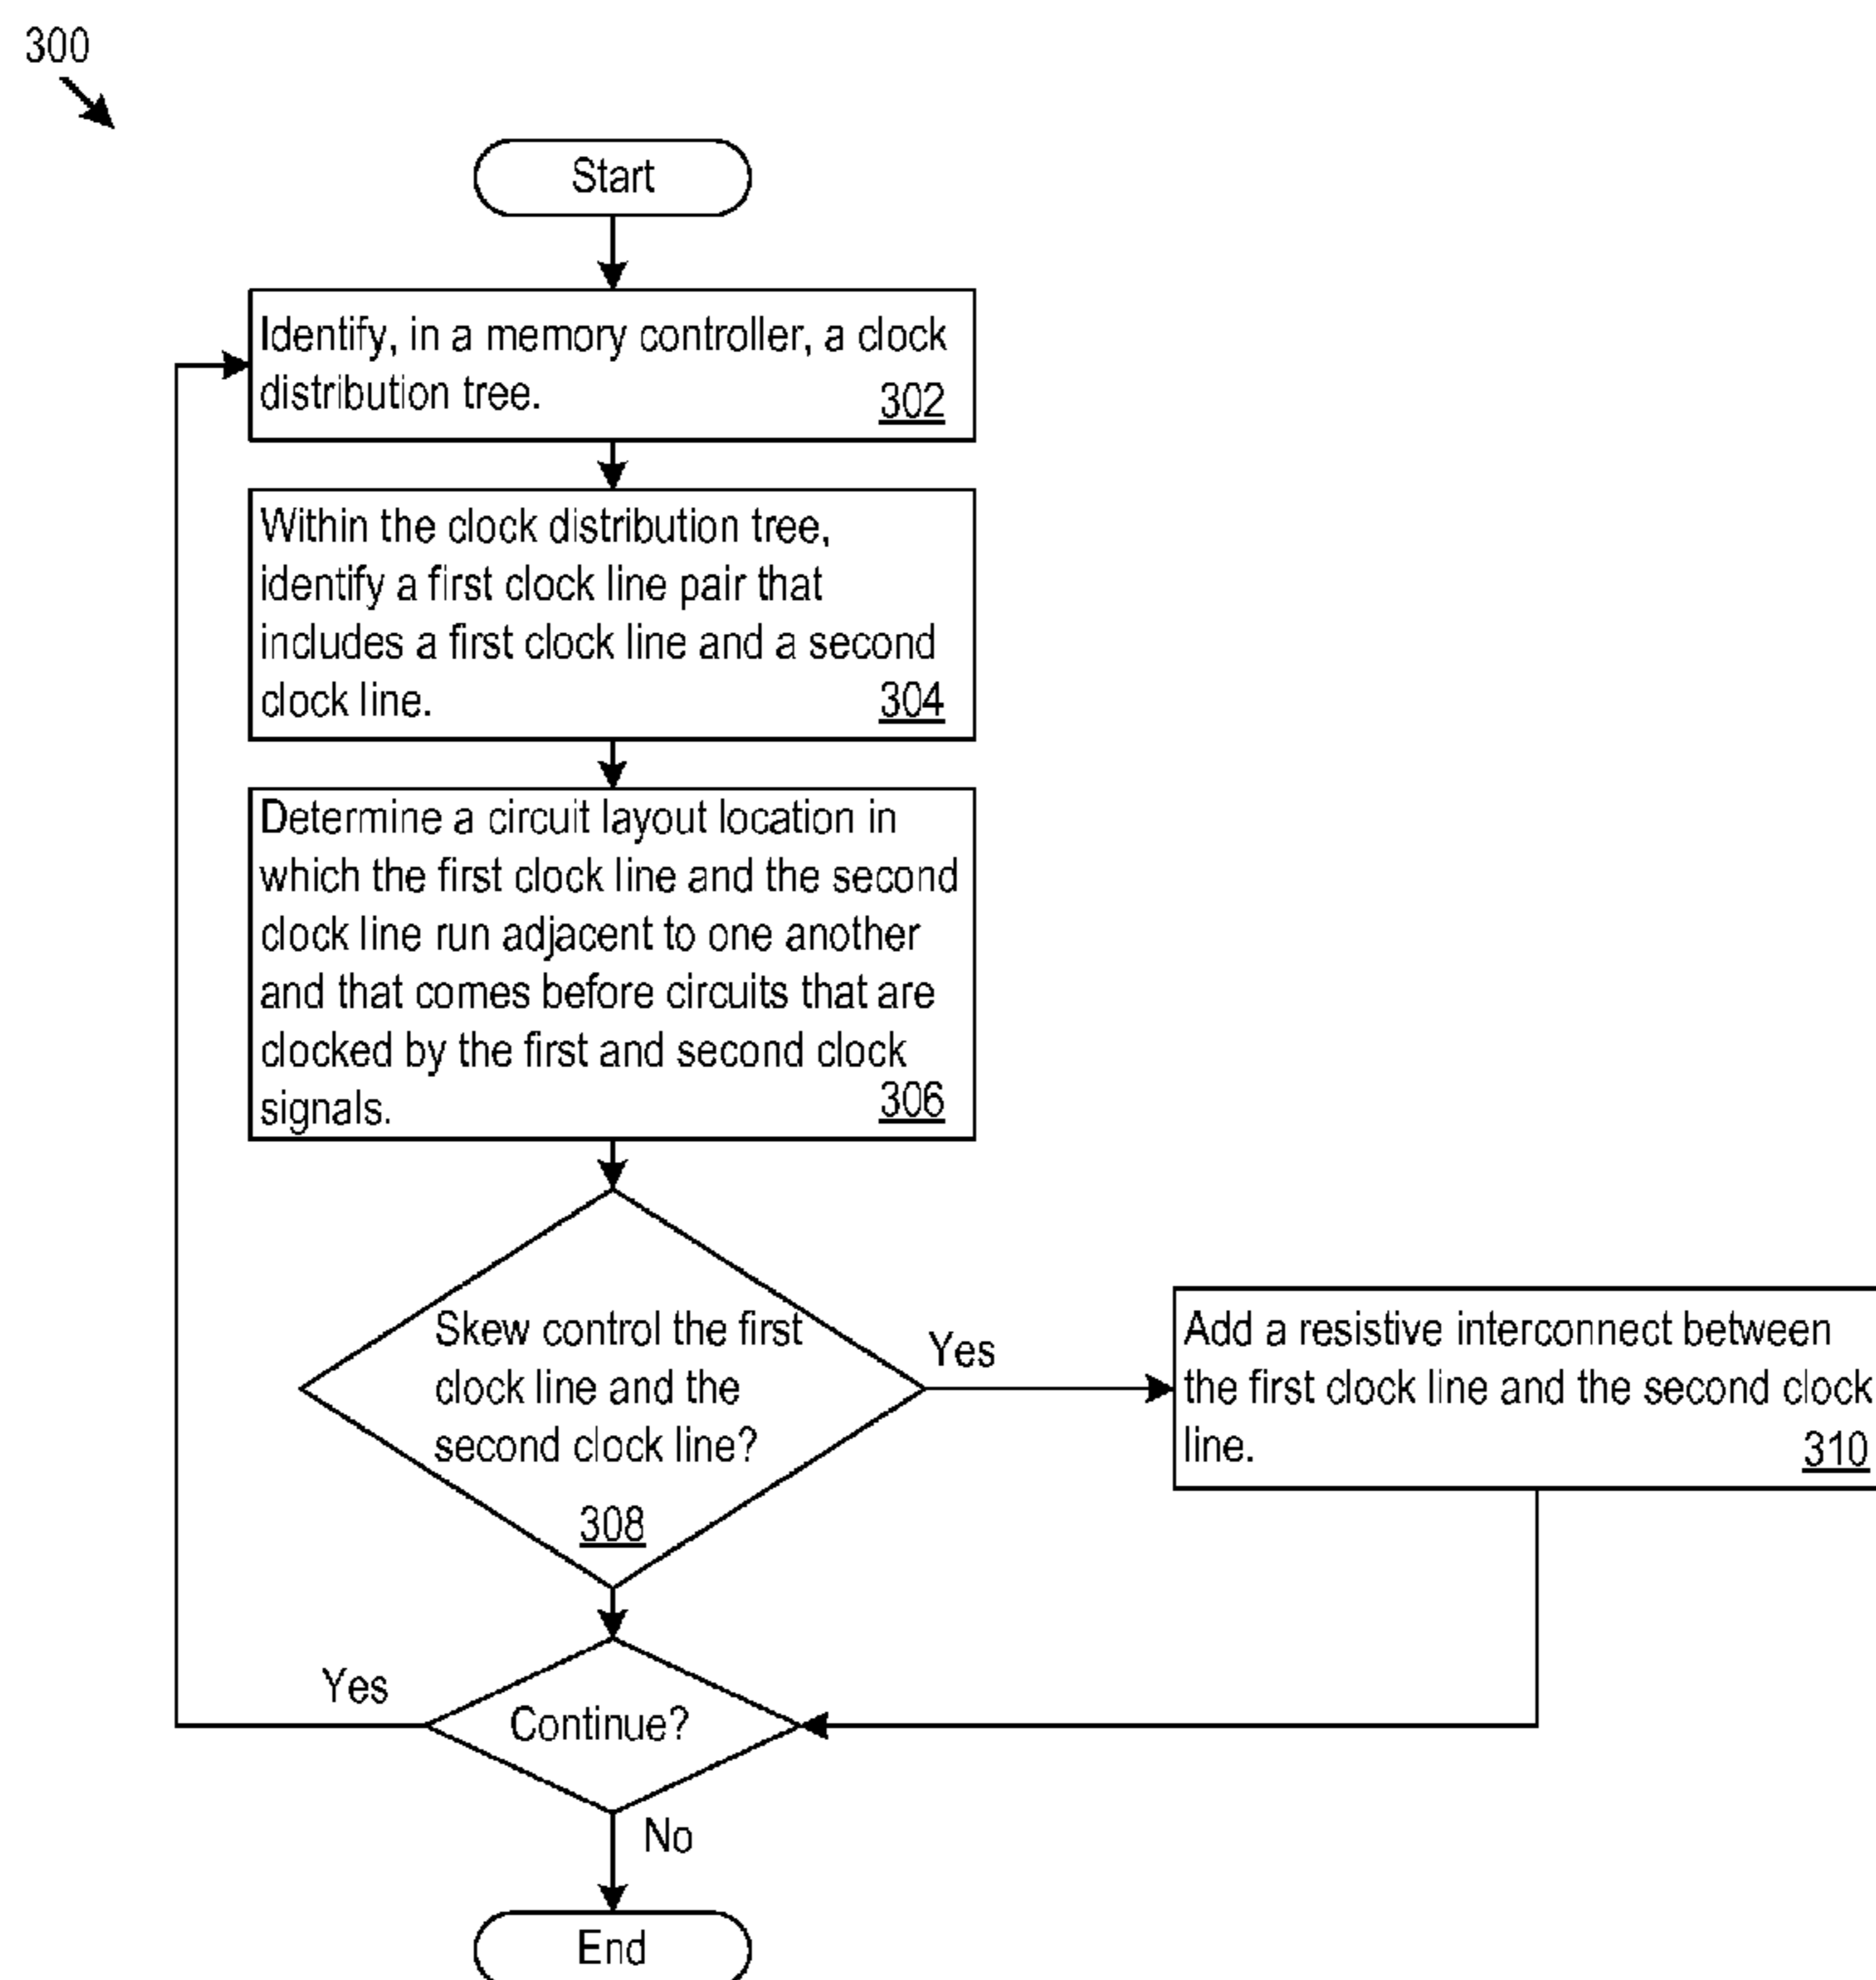 300
Start
Identify, in a memory controller, a clock
distribution tree.
302
Within the clock distribution tree,
identify a first clock line pair that
includes a first clock line and a second
clock line.
304
Determine a circuit layout location in
which the first clock line and the second
clock line run adjacent to one another
and that comes before circuits that are
clocked by the first and second clock
signals.
306
Skew control the first
clock line and the
second clock line?
308
Yes
Add a resistive interconnect between
the first clock line and the second clock
line.
310
Yes
Continue?
No
End